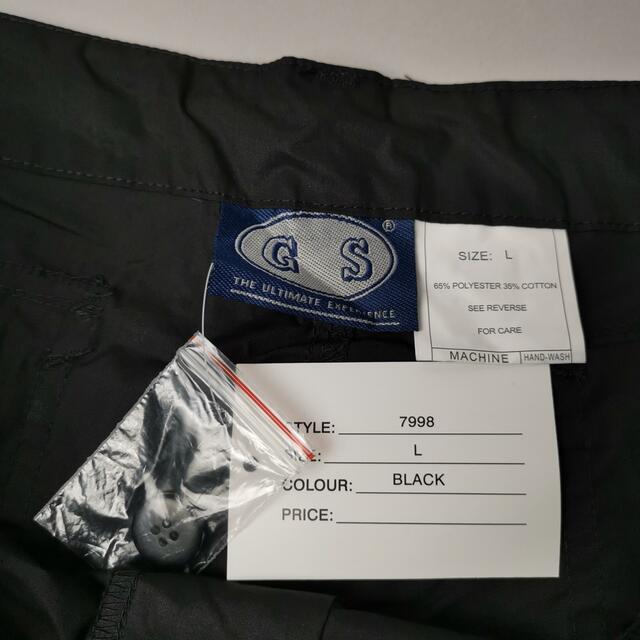 G S ®
THE ULTIMATE EXPERIENCE
SIZE: L
65% POLYESTER 35% COTTON
SEE REVERSE
FOR CARE
MACHINE HAND-WASH
STYLE: 7998
SIZE: L
COLOUR: BLACK
PRICE: